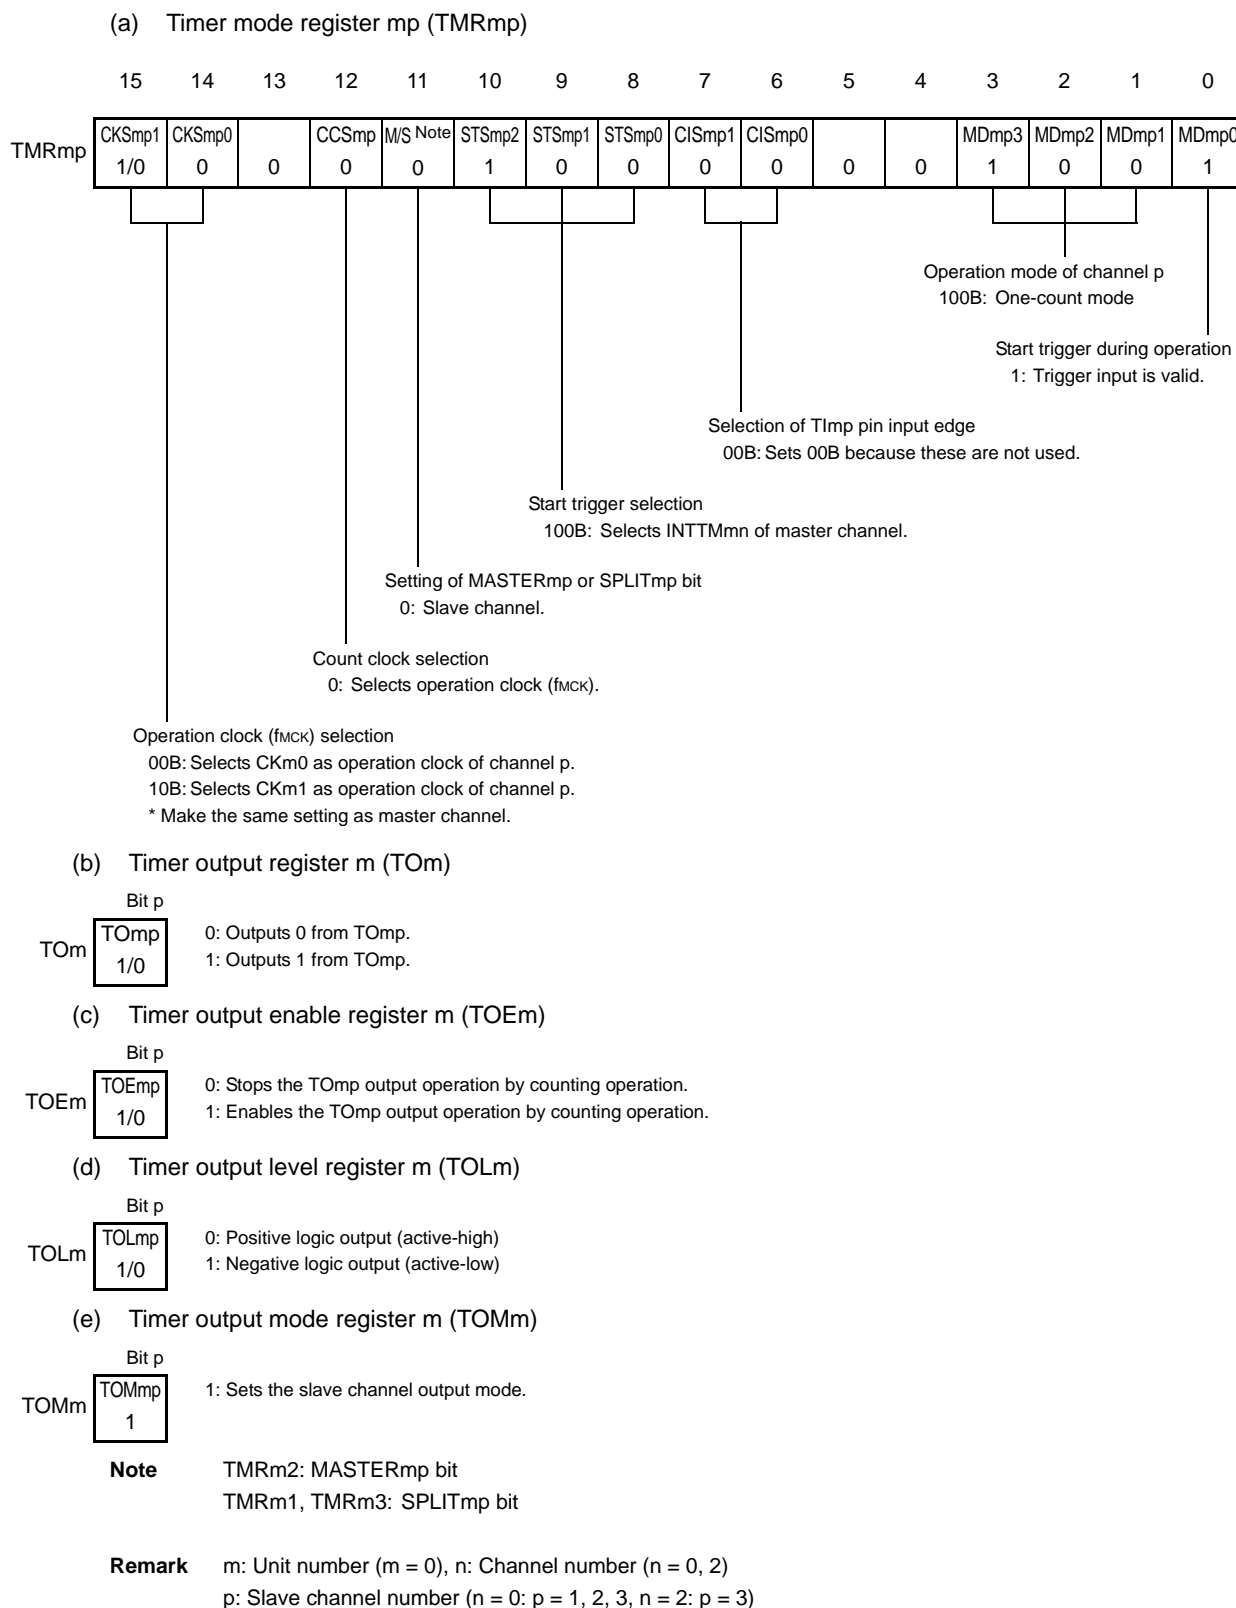 (a) Timer mode register mp (TMRmp)
15 14 13 12 11 10 9 8 7 6 5 4 3 2 1 0
TMRmp
CKSmp1 CKSmp0 CCSmp M/S Note STSmp2 STSmp1 STSmp0 CISmp1 CISmp0 MDmp3 MDmp2 MDmp1 MDmp0
1/0 0 0 0 0 1 0 0 0 0 0 0 1 0 0 1
Operation mode of channel p
100B: One-count mode
Start trigger during operation
1: Trigger input is valid.
Selection of TImp pin input edge
00B: Sets 00B because these are not used.
Start trigger selection
100B: Selects INTTMmn of master channel.
Setting of MASTERmp or SPLITmp bit
0: Slave channel.
Count clock selection
0: Selects operation clock (fMCK).
Operation clock (fMCK) selection
00B: Selects CKm0 as operation clock of channel p.
10B: Selects CKm1 as operation clock of channel p.
* Make the same setting as master channel.
(b) Timer output register m (TOm)
Bit p
TOm
TOmp
1/0
0: Outputs 0 from TOmp.
1: Outputs 1 from TOmp.
(c) Timer output enable register m (TOEm)
Bit p
TOEm
TOEmp
1/0
0: Stops the TOmp output operation by counting operation.
1: Enables the TOmp output operation by counting operation.
(d) Timer output level register m (TOLm)
Bit p
TOLm
TOLmp
1/0
0: Positive logic output (active-high)
1: Negative logic output (active-low)
(e) Timer output mode register m (TOMm)
Bit p
TOMm
TOMmp
1
1: Sets the slave channel output mode.
Note TMRm2: MASTERmp bit
TMRm1, TMRm3: SPLITmp bit
Remark m: Unit number (m = 0), n: Channel number (n = 0, 2)
p: Slave channel number (n = 0: p = 1, 2, 3, n = 2: p = 3)